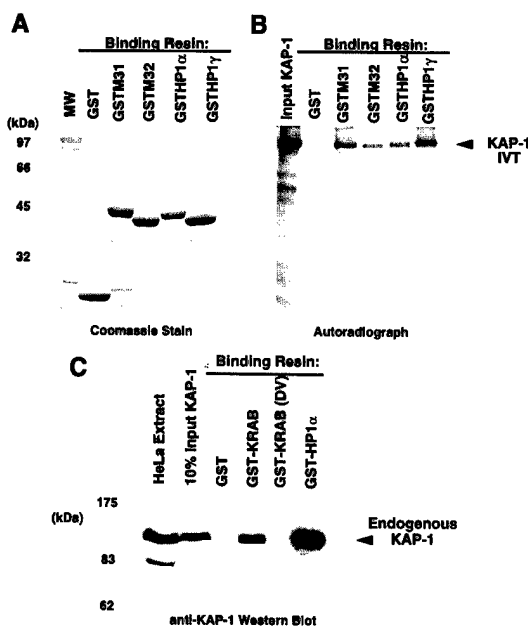 A
Binding Resin:
MW
GST
GSTM31
GSTM32
GSTHP1α
GSTHP1γ
(kDa)
97
66
45
32
Coomassie Stain
B
Binding Resin:
Input KAP-1
GST
GSTM31
GSTM32
GSTHP1α
GSTHP1γ
KAP-1
IVT
Autoradiograph
C
Binding Resin:
HeLa Extract
10% Input KAP-1
GST
GST-KRAB
GST-KRAB (DV)
GST-HP1α
175
(kDa)
83
62
Endogenous
KAP-1
anti-KAP-1 Western Blot